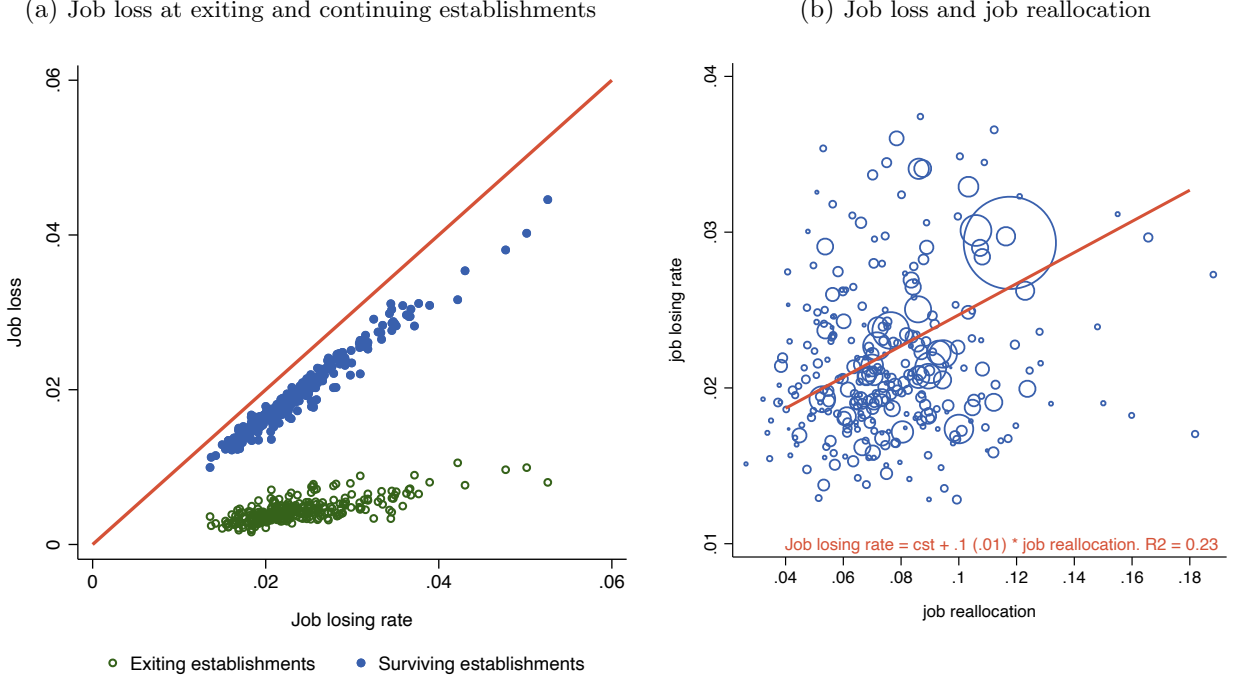 (a) Job loss at exiting and continuing establishments
.06
.04
.02
0
Job loss
0 .02 .04 .06
Job losing rate
Exiting establishments Surviving establishments
(b) Job loss and job reallocation
.04
.03
.02
.01
job losing rate
Job losing rate = cst + .1 (.01) * job reallocation. R2 = 0.23
.04 .06 .08 .1 .12 .14 .16 .18
job reallocation